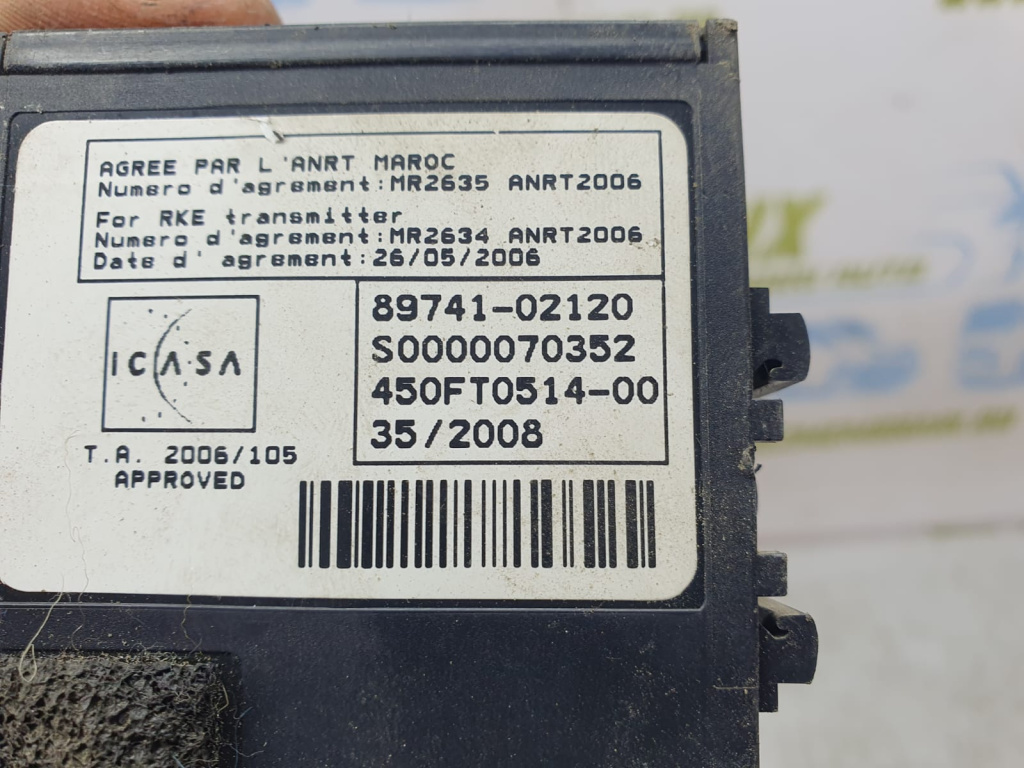 AGREE PAR L'ANRT MAROC
Numero d'agrement:MR2635 ANRT2006
For RKE transmitter
Numero d'agrement:MR2634 ANRT2006
Date d' agrement:26/05/2006
ICASA
T.A. 2006/105
APPROVED
89741-02120
S0000070352
450FT0514-00
35/2008